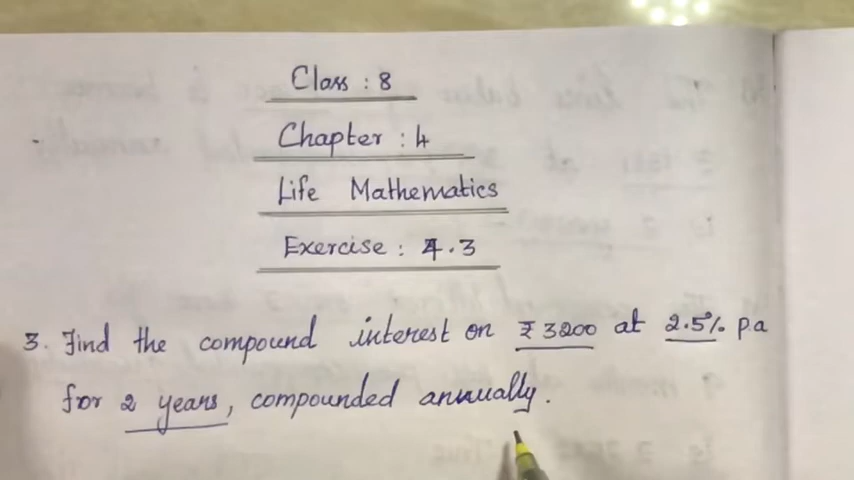 Class : 8
Chapter : 4
Life Mathematics
Exercise : 4.3
3. Find the compound interest on ₹ 3200 at 2.5% p.a
for 2 years, compounded annually.